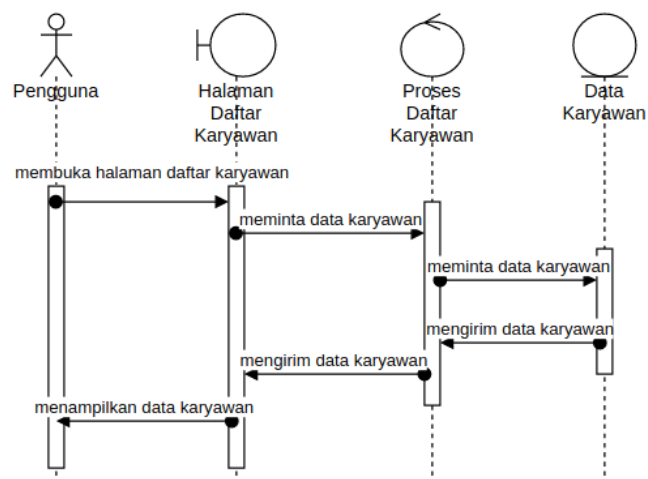 Pengguna
Halaman
Daftar
Karyawan
Proses
Daftar
Karyawan
Data
Karyawan
membuka halaman daftar karyawan
meminta data karyawan
meminta data karyawan
mengirim data karyawan
mengirim data karyawan
menampilkan data karyawan